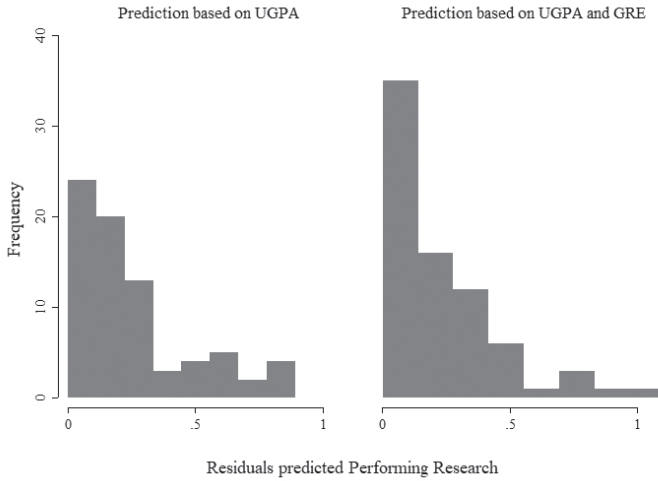 Prediction based on UGPA
Prediction based on UGPA and GRE
Frequency
40
30
20
10
0
0 .5 1
0 .5 1
Residuals predicted Performing Research